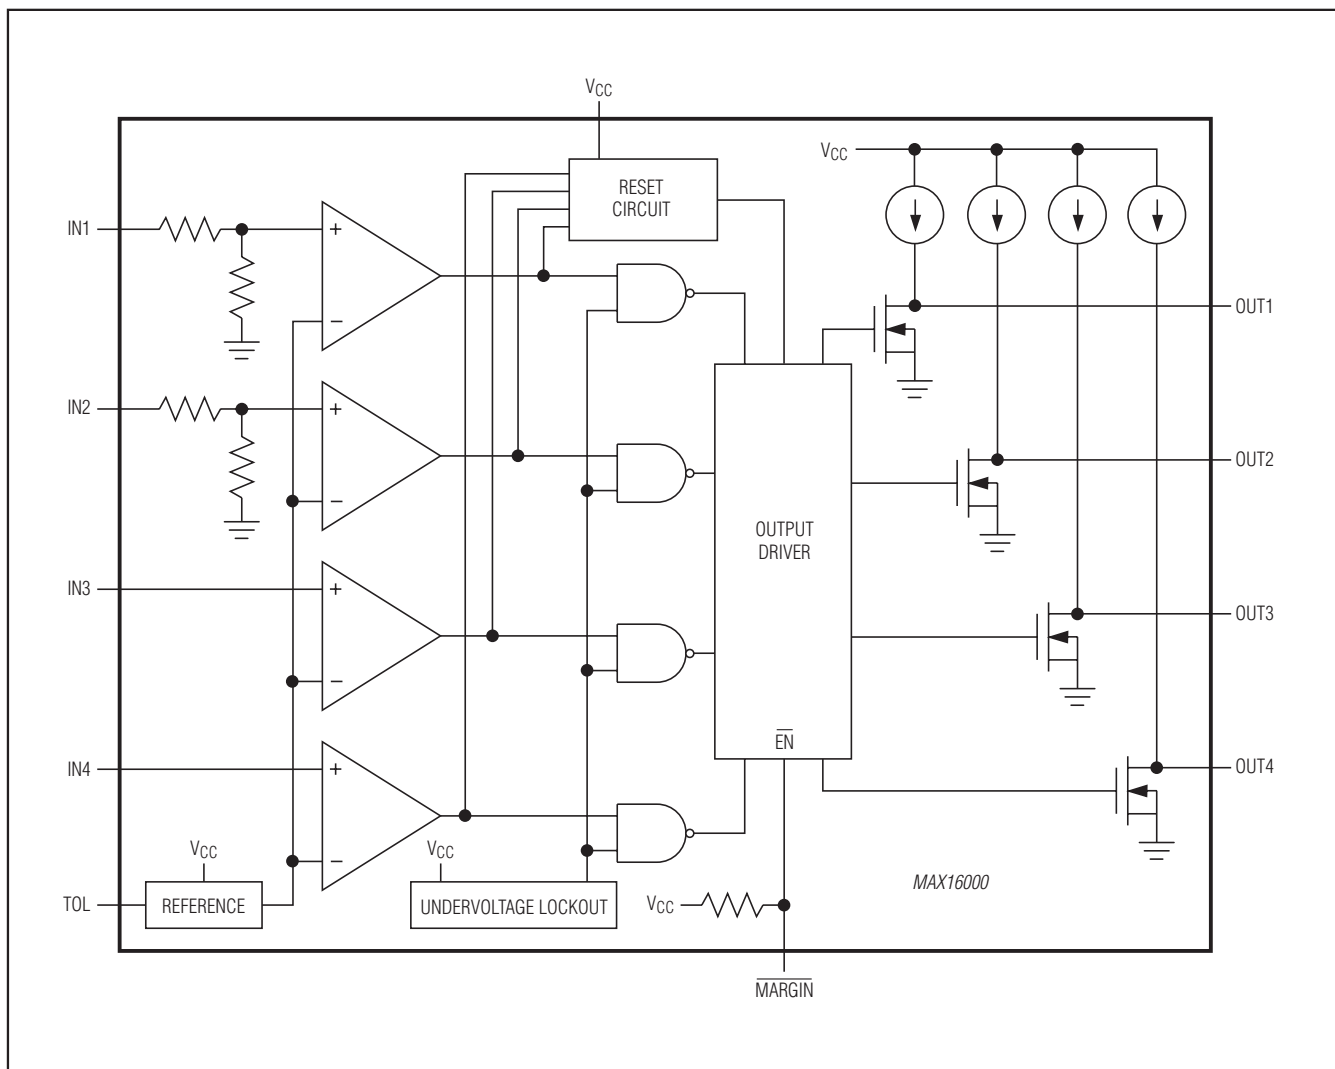 VCC
VCC
RESET
CIRCUIT
IN1
+
−
OUT1
IN2
+
−
OUT2
OUTPUT
DRIVER
IN3
+
−
OUT3
EN
IN4
+
−
OUT4
VCC
VCC
MAX16000
TOL
REFERENCE
UNDERVOLTAGE LOCKOUT
VCC
MARGIN